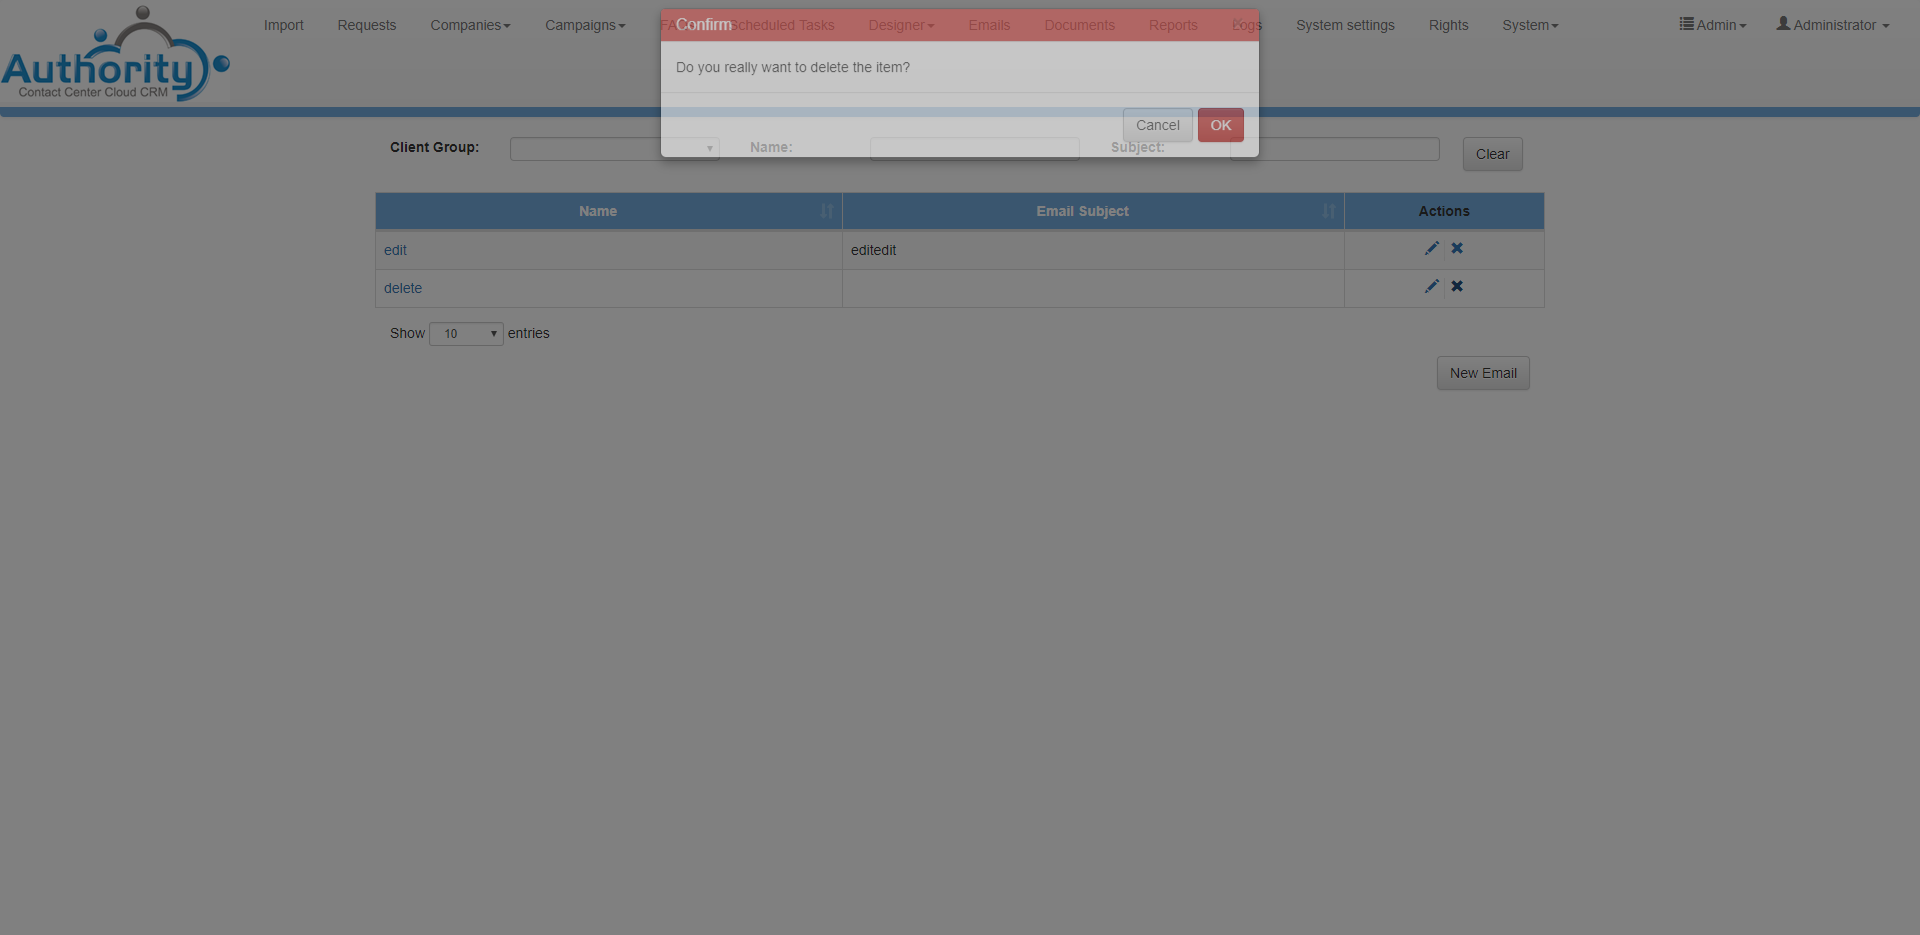 Authority
Contact Center Cloud CRM
Import Requests Companies Campaigns FA Scheduled Tasks Designer Emails Documents Reports Logs System settings Rights System Admin Administrator
Confirm
Do you really want to delete the item?
Cancel OK
Client Group: Name: Subject: Clear
Name Email Subject Actions
edit editedit
delete
Show 10 entries
New Email